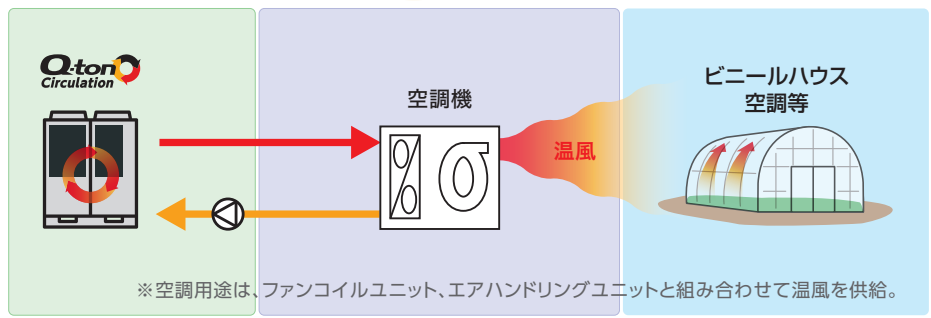 Q-ton
Circulation
空調機
温風
ビニールハウス
空調等
※空調用途は、ファンコイルユニット、エアハンドリングユニットと組み合わせて温風を供給。